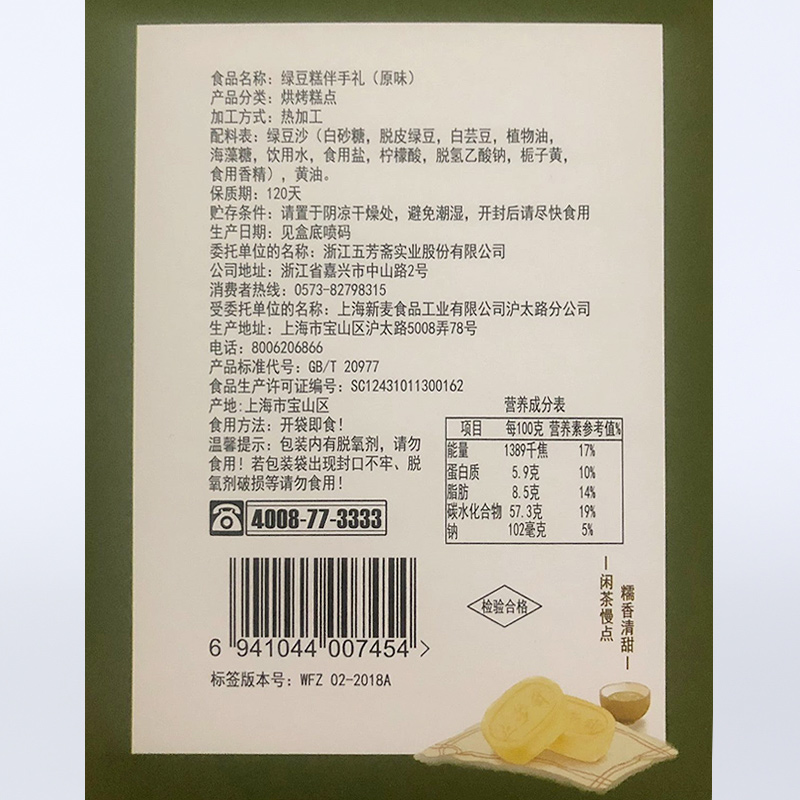 食品名称：绿豆糕伴手礼（原味）
产品分类：烘烤糕点
加工方式：热加工
配料表：绿豆沙（白砂糖，脱皮绿豆，白芸豆，植物油，
海藻糖，饮用水，食用盐，柠檬酸，脱氢乙酸钠，栀子黄，
食用香精），黄油。
保质期：120天
贮存条件：请置于阴凉干燥处，避免潮湿，开封后请尽快食用
生产日期：见盒底喷码
委托单位的名称：浙江五芳斋实业股份有限公司
公司地址：浙江省嘉兴市中山路2号
消费者热线：0573-82798315
受委托单位的名称：上海新麦食品工业有限公司沪太路分公司
生产地址：上海市宝山区沪太路5008弄78号
电话：8006206866
产品标准代号：GB/T 20977
食品生产许可证编号：SC12431011300162
产地:上海市宝山区
食用方法：开袋即食！
温馨提示：包装内有脱氧剂，请勿
食用！若包装袋出现封口不牢、脱
氧剂破损等请勿食用！
4008-77-3333
营养成分表
项目 每100克 营养素参考值%
能量 1389千焦 17%
蛋白质 5.9克 10%
脂肪 8.5克 14%
碳水化合物 57.3克 19%
钠 102毫克 5%
检验合格
糯香清甜
闲茶慢点
6 941044 007454 >
标签版本号：WFZ 02-2018A